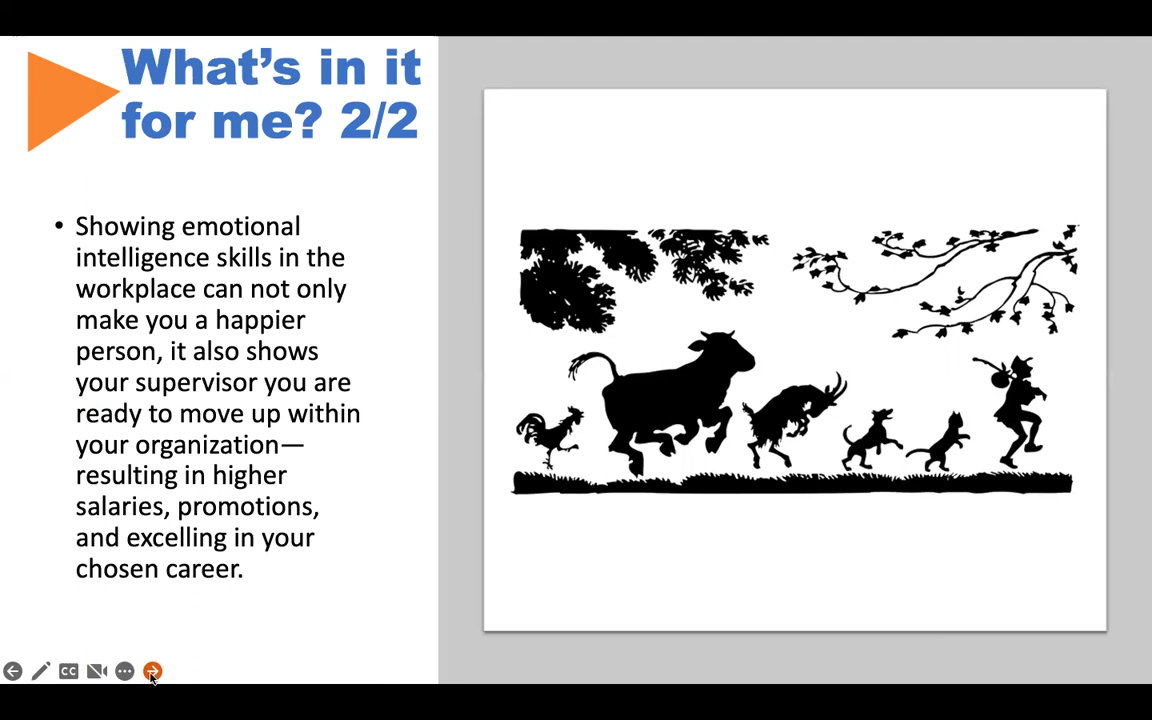 What's in it
for me? 2/2
• Showing emotional
intelligence skills in the
workplace can not only
make you a happier
person, it also shows
your supervisor you are
ready to move up within
your organization—
resulting in higher
salaries, promotions,
and excelling in your
chosen career.
CC